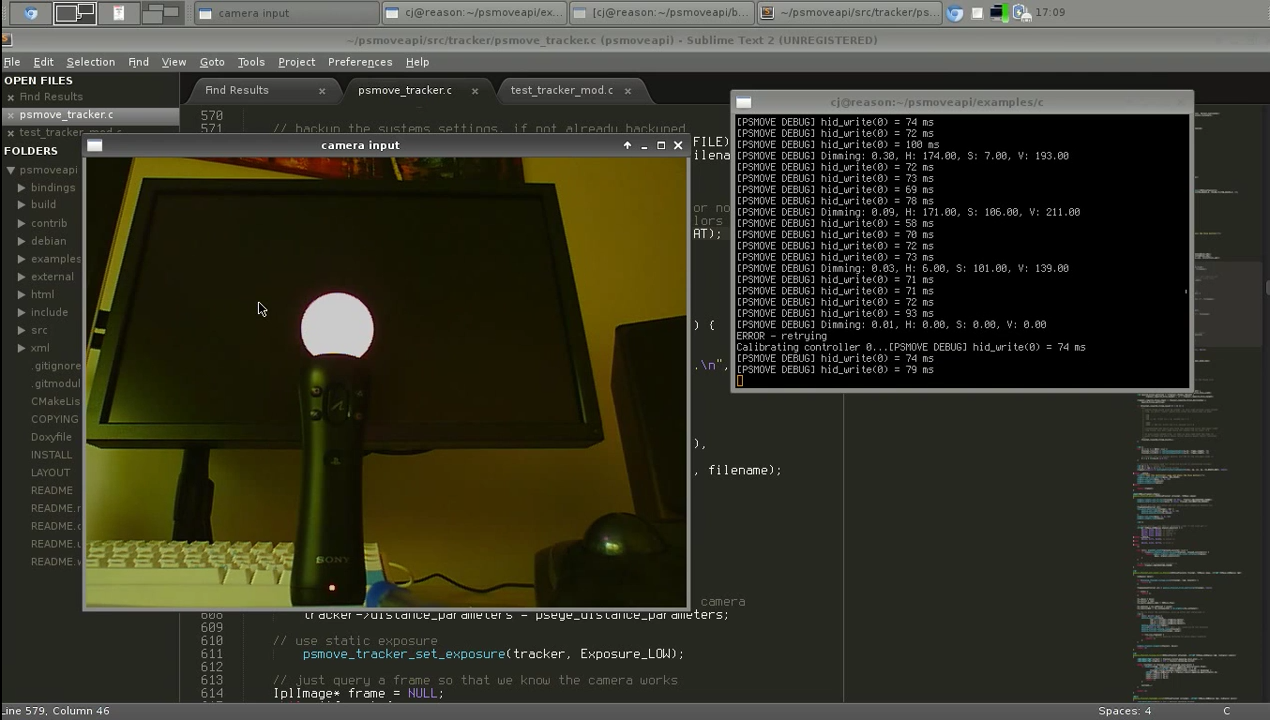 camera input
cj@reason:~/psmoveapi/ex...
[cj@reason:~/psmoveapi/b...
~/psmoveapi/src/tracker/ps...
17:09
~/psmoveapi/src/tracker/psmove_tracker.c (psmoveapi) - Sublime Text 2 (UNREGISTERED)
File Edit Selection Find View Goto Tools Project Preferences Help
OPEN FILES
Find Results
psmove_tracker.c
test_tracker_mod.c
FOLDERS
psmoveapi
bindings
build
contrib
debian
examples
external
html
include
src
xml
.gitignore
.gitmodul
CMakeLis
COPYING
Doxyfile
INSTALL
LAYOUT
README
README.r
README.c
README.u
README.w
Find Results
psmove_tracker.c
test_tracker_mod.c
570
571 // backup the systems settings, if not already backuped
FILE)
ilena
or no
lors
AT);
) {
.\n",
),
, filename);
camera
608 tracker->distance_parameters = pseye_distance_parameters;
609
610 // use static exposure
611 psmove_tracker_set_exposure(tracker, Exposure_LOW);
612
613 // just query a frame so that we know the camera works
614 IplImage* frame = NULL;
camera input
SONY
cj@reason:~/psmoveapi/examples/c
[PSMOVE DEBUG] hid_write(0) = 74 ms
[PSMOVE DEBUG] hid_write(0) = 72 ms
[PSMOVE DEBUG] hid_write(0) = 100 ms
[PSMOVE DEBUG] Dimming: 0.30, H: 174.00, S: 7.00, V: 193.00
[PSMOVE DEBUG] hid_write(0) = 72 ms
[PSMOVE DEBUG] hid_write(0) = 73 ms
[PSMOVE DEBUG] hid_write(0) = 69 ms
[PSMOVE DEBUG] hid_write(0) = 78 ms
[PSMOVE DEBUG] Dimming: 0.09, H: 171.00, S: 106.00, V: 211.00
[PSMOVE DEBUG] hid_write(0) = 58 ms
[PSMOVE DEBUG] hid_write(0) = 70 ms
[PSMOVE DEBUG] hid_write(0) = 72 ms
[PSMOVE DEBUG] hid_write(0) = 73 ms
[PSMOVE DEBUG] Dimming: 0.03, H: 6.00, S: 101.00, V: 139.00
[PSMOVE DEBUG] hid_write(0) = 71 ms
[PSMOVE DEBUG] hid_write(0) = 71 ms
[PSMOVE DEBUG] hid_write(0) = 72 ms
[PSMOVE DEBUG] hid_write(0) = 93 ms
[PSMOVE DEBUG] Dimming: 0.01, H: 0.00, S: 0.00, V: 0.00
ERROR - retrying
Calibrating controller 0...[PSMOVE DEBUG] hid_write(0) = 74 ms
[PSMOVE DEBUG] hid_write(0) = 74 ms
[PSMOVE DEBUG] hid_write(0) = 79 ms
Line 579, Column 46
Spaces: 4
C